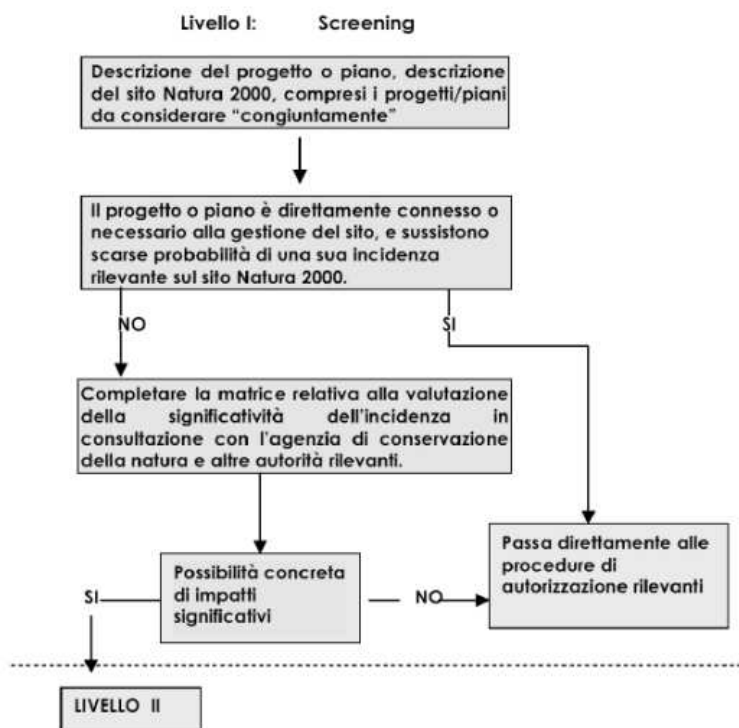 Livello I: Screening
Descrizione del progetto o piano, descrizione
del sito Natura 2000, compresi i progetti/piani
da considerare "congiuntamente"
Il progetto o piano è direttamente connesso o
necessario alla gestione del sito, e sussistono
scarse probabilità di una sua incidenza
rilevante sul sito Natura 2000.
NO
SI
Completare la matrice relativa alla valutazione
della significatività dell'incidenza in
consultazione con l'agenzia di conservazione
della natura e altre autorità rilevanti.
Possibilità concreta
di impatti
significativi
SI
NO
Passa direttamente alle
procedure di
autorizzazione rilevanti
LIVELLO II